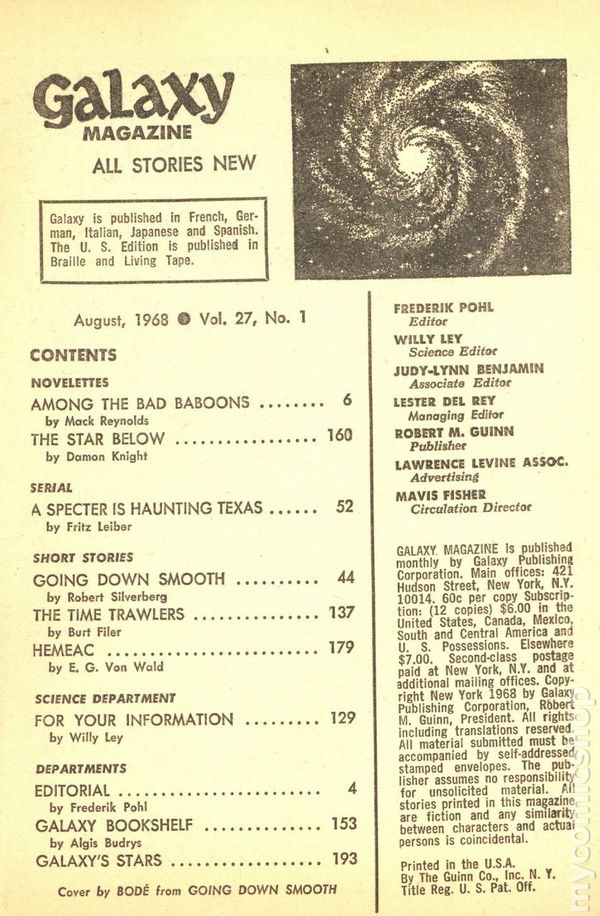 Galaxy
MAGAZINE
ALL STORIES NEW
Galaxy is published in French, Ger-
man, Italian, Japanese and Spanish.
The U. S. Edition is published in
Braille and Living Tape.
August, 1968 ● Vol. 27, No. 1
CONTENTS
NOVELETTES
AMONG THE BAD BABOONS ........ 6
by Mack Reynolds
THE STAR BELOW ................. 160
by Damon Knight
SERIAL
A SPECTER IS HAUNTING TEXAS ...... 52
by Fritz Leiber
SHORT STORIES
GOING DOWN SMOOTH .......... 44
by Robert Silverberg
THE TIME TRAWLERS .............. 137
by Burt Filer
HEMEAC ......................... 179
by E. G. Von Wald
SCIENCE DEPARTMENT
FOR YOUR INFORMATION ......... 129
by Willy Ley
DEPARTMENTS
EDITORIAL ........................ 4
by Frederik Pohl
GALAXY BOOKSHELF .............. 153
by Algis Budrys
GALAXY'S STARS .................. 193
Cover by BODÉ from GOING DOWN SMOOTH
FREDERIK POHL
Editor
WILLY LEY
Science Editor
JUDY-LYNN BENJAMIN
Associate Editor
LESTER DEL REY
Managing Editor
ROBERT M. GUINN
Publisher
LAWRENCE LEVINE ASSOC.
Advertising
MAVIS FISHER
Circulation Director
GALAXY MAGAZINE is published
monthly by Galaxy Publishing
Corporation. Main offices: 421
Hudson Street, New York, N.Y.
10014. 60c per copy Subscrip-
tion: (12 copies) $6.00 in the
United States, Canada, Mexico,
South and Central America and
U. S. Possessions. Elsewhere
$7.00. Second-class postage
paid at New York, N.Y. and at
additional mailing offices. Copy-
right New York 1968 by Galaxy
Publishing Corporation, Robert
M. Guinn, President. All rights
including translations reserved.
All material submitted must be
accompanied by self-addressed
stamped envelopes. The pub-
lisher assumes no responsibility
for unsolicited material. All
stories printed in this magazine
are fiction and any similarity
between characters and actual
persons is coincidental.
Printed in the U.S.A.
By The Guinn Co., Inc. N. Y.
Title Reg. U. S. Pat. Off.
mycomicshop